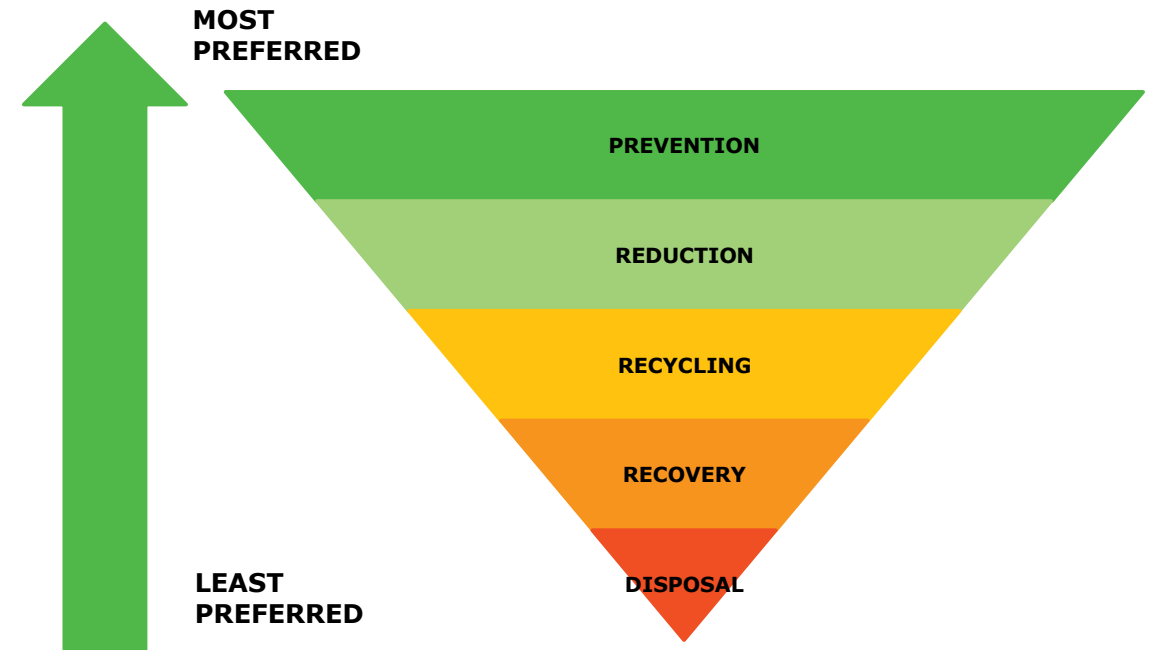 MOST
PREFERRED
PREVENTION
REDUCTION
RECYCLING
RECOVERY
DISPOSAL
LEAST
PREFERRED